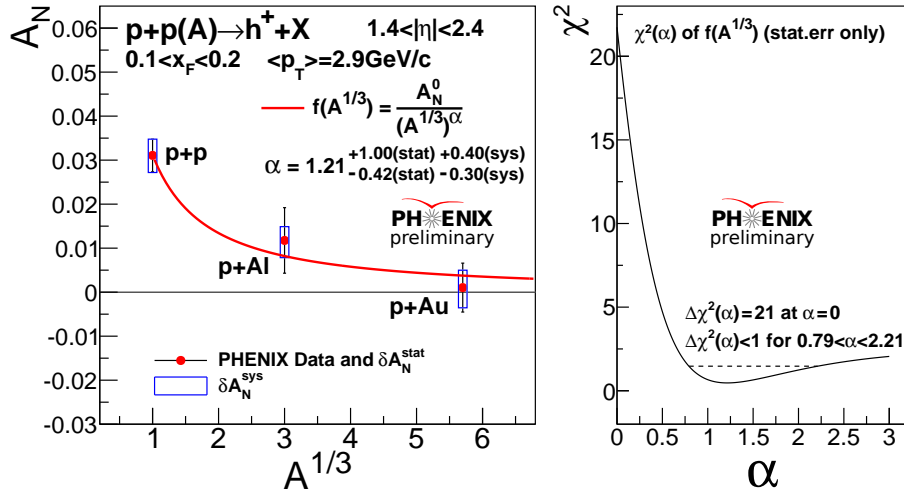 A_N
0.06
0.05
0.04
0.03
0.02
0.01
0
-0.01
-0.02
-0.03
p+p(A)→h⁺+X 1.4<|η|<2.4
0.1<x_F<0.2 <p_T>=2.9GeV/c
f(A^{1/3}) = A_N^0 / (A^{1/3})^α
α = 1.21 +1.00(stat) +0.40(sys)
-0.42(stat) -0.30(sys)
p+p
PHENIX
preliminary
p+Al
p+Au
PHENIX Data and δA_N^{stat}
δA_N^{sys}
1 2 3 4 5 6
A^{1/3}
χ²
20
15
10
5
0
χ²(α) of f(A^{1/3}) (stat.err only)
PHENIX
preliminary
Δχ²(α)=21 at α=0
Δχ²(α)<1 for 0.79<α<2.21
0 0.5 1 1.5 2 2.5 3
α